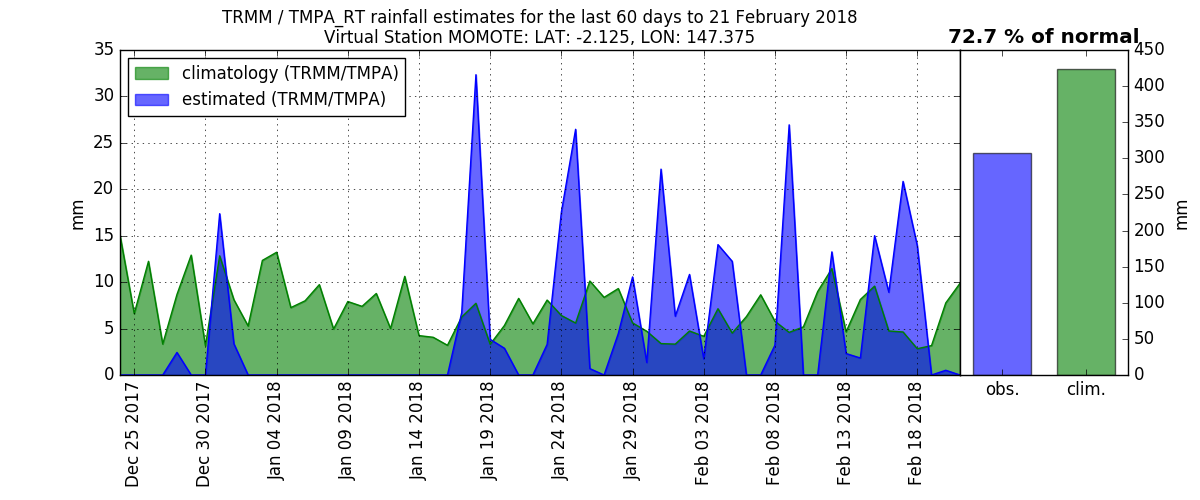 TRMM / TMPA_RT rainfall estimates for the last 60 days to 21 February 2018
Virtual Station MOMOTE: LAT: -2.125, LON: 147.375
72.7 % of normal
climatology (TRMM/TMPA)
estimated (TRMM/TMPA)
mm
35
30
25
20
15
10
5
0
Dec 25 2017
Dec 30 2017
Jan 04 2018
Jan 09 2018
Jan 14 2018
Jan 19 2018
Jan 24 2018
Jan 29 2018
Feb 03 2018
Feb 08 2018
Feb 13 2018
Feb 18 2018
obs.
clim.
450
400
350
300
250
200
150
100
50
0
mm